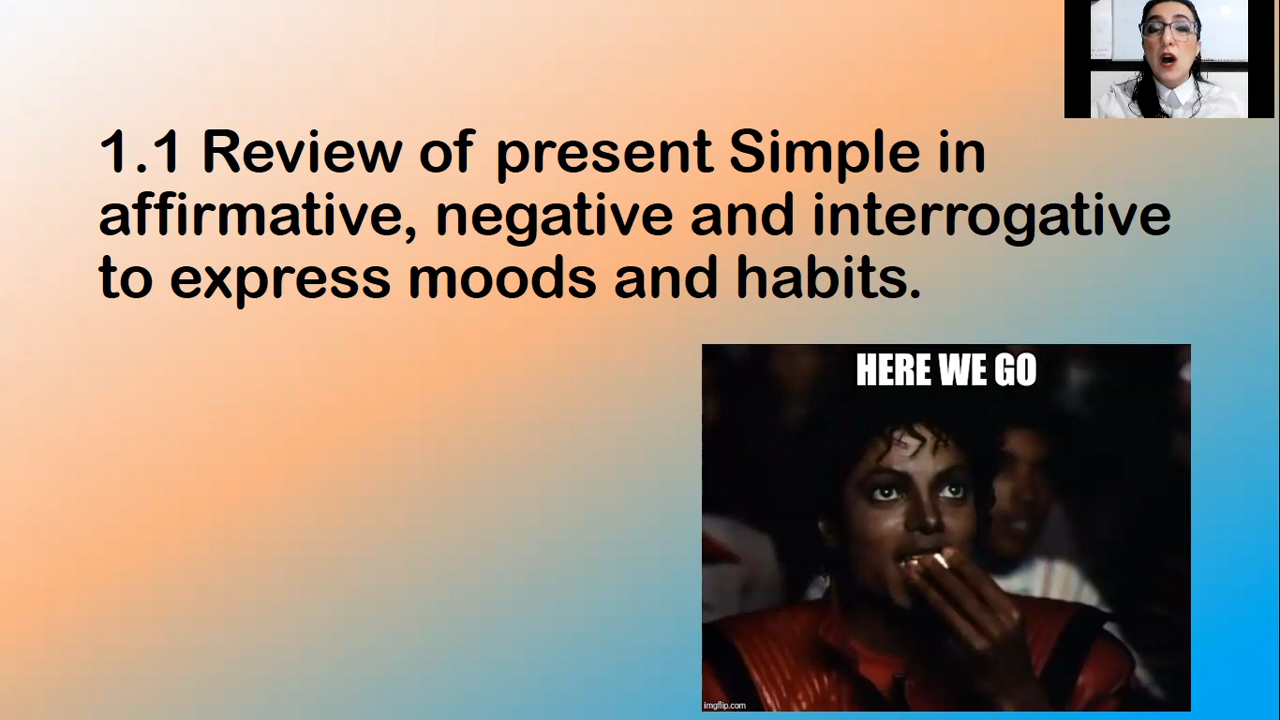 1.1 Review of present Simple in
affirmative, negative and interrogative
to express moods and habits.
HERE WE GO
imgflip.com